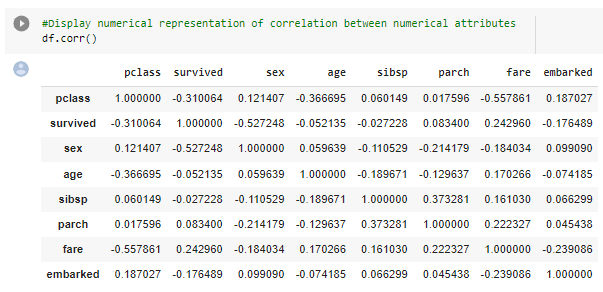 #Display numerical representation of correlation between numerical attributes
df.corr()
pclass survived sex age sibsp parch fare embarked
pclass 1.000000 -0.310064 0.121407 -0.366695 0.060149 0.017596 -0.557861 0.187027
survived -0.310064 1.000000 -0.527248 -0.052135 -0.027228 0.083400 0.242960 -0.176489
sex 0.121407 -0.527248 1.000000 0.059639 -0.110529 -0.214179 -0.184034 0.099090
age -0.366695 -0.052135 0.059639 1.000000 -0.189671 -0.129637 0.170266 -0.074185
sibsp 0.060149 -0.027228 -0.110529 -0.189671 1.000000 0.373281 0.161030 0.066299
parch 0.017596 0.083400 -0.214179 -0.129637 0.373281 1.000000 0.222327 0.045438
fare -0.557861 0.242960 -0.184034 0.170266 0.161030 0.222327 1.000000 -0.239086
embarked 0.187027 -0.176489 0.099090 -0.074185 0.066299 0.045438 -0.239086 1.000000